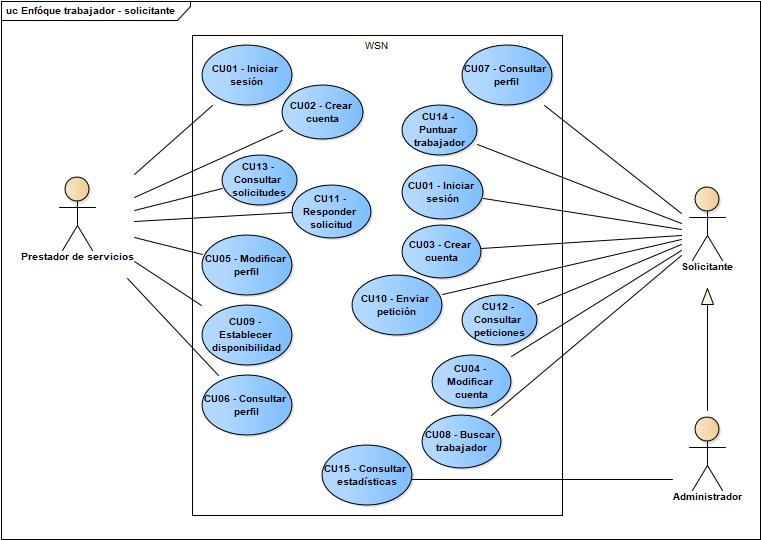 uc Enfóque trabajador - solicitante
WSN
CU01 - Iniciar
sesión
CU07 - Consultar
perfil
CU02 - Crear
cuenta
CU14 -
Puntuar
trabajador
CU13 -
Consultar
solicitudes
CU01 - Iniciar
sesión
CU11 -
Responder
solicitud
Prestador de servicios
CU03 - Crear
cuenta
CU05 - Modificar
perfil
Solicitante
CU10 - Enviar
petición
CU12 -
Consultar
peticiones
CU09 -
Establecer
disponibilidad
CU04 -
Modificar
cuenta
CU06 - Consultar
perfil
CU08 - Buscar
trabajador
CU15 - Consultar
estadísticas
Administrador